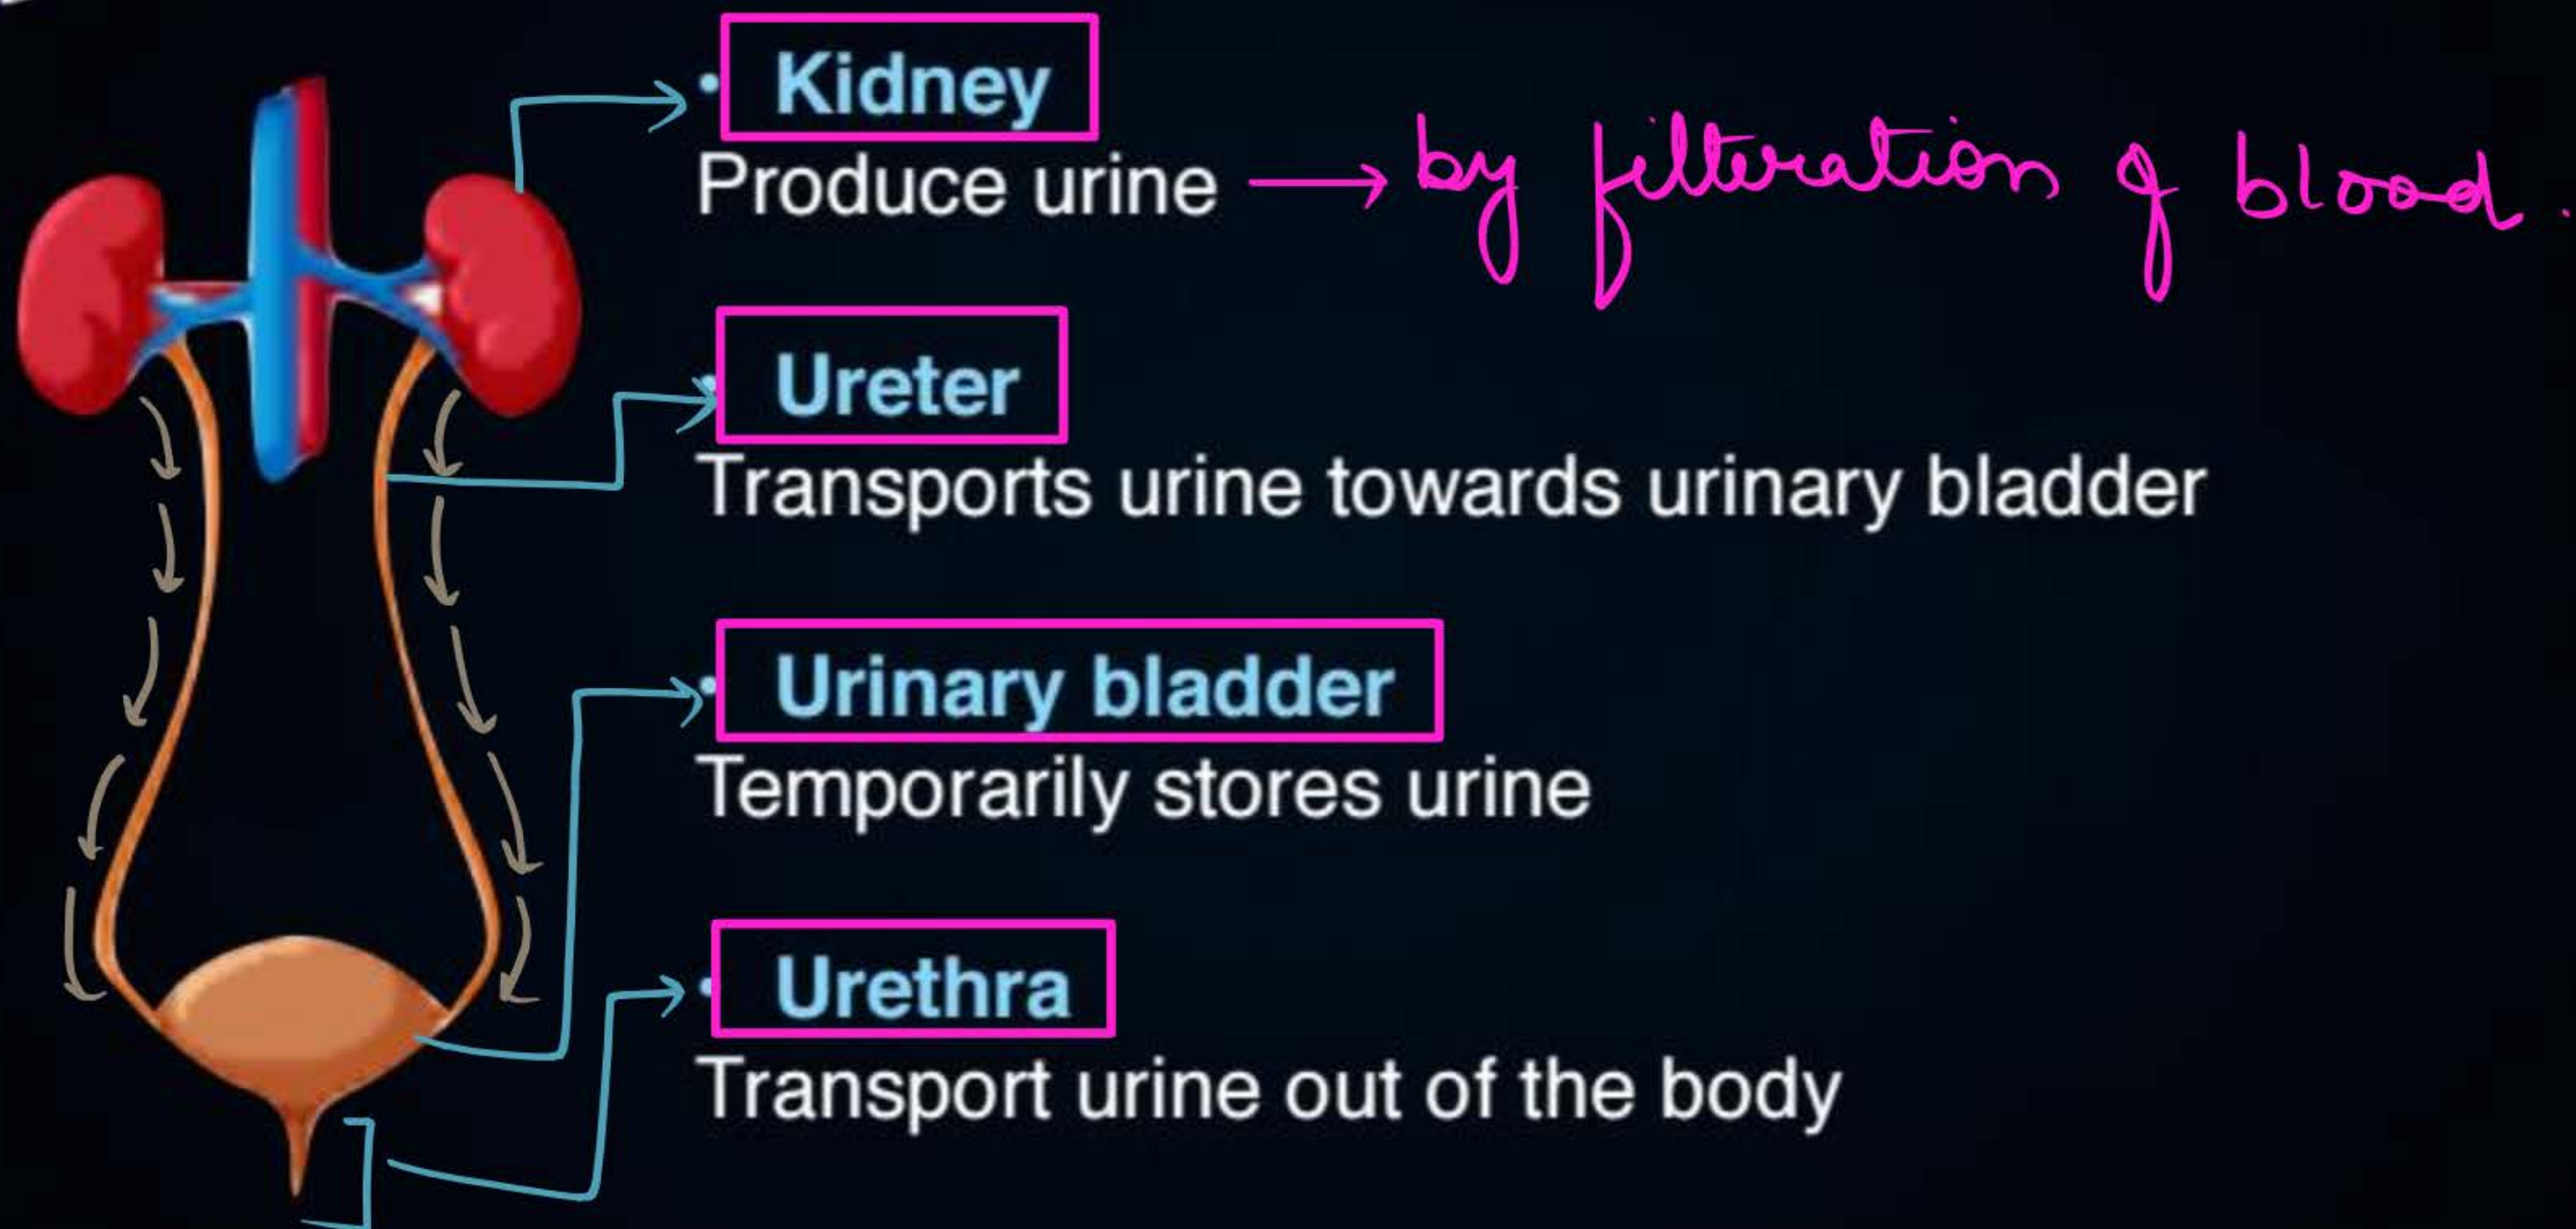 • Kidney
Produce urine → by filteration of blood.
• Ureter
Transports urine towards urinary bladder
• Urinary bladder
Temporarily stores urine
• Urethra
Transport urine out of the body